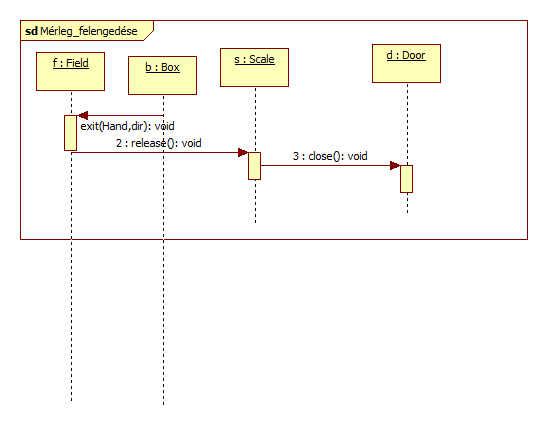 sd Mérleg_felengedése
f : Field
b : Box
s : Scale
d : Door
exit(Hand,dir): void
2 : release(): void
3 : close(): void